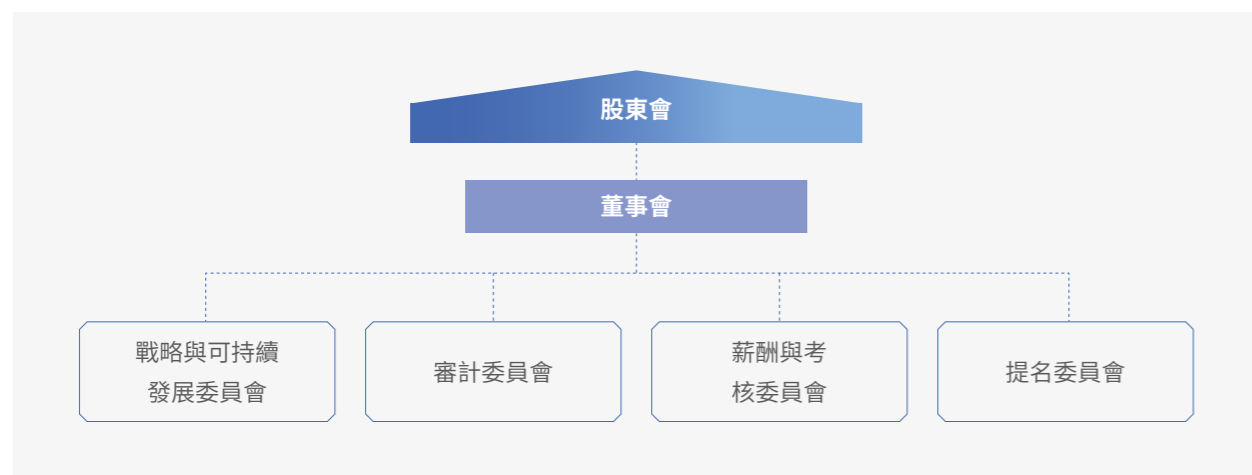 股東會
董事會
戰略與可持續
發展委員會
審計委員會
薪酬與考
核委員會
提名委員會